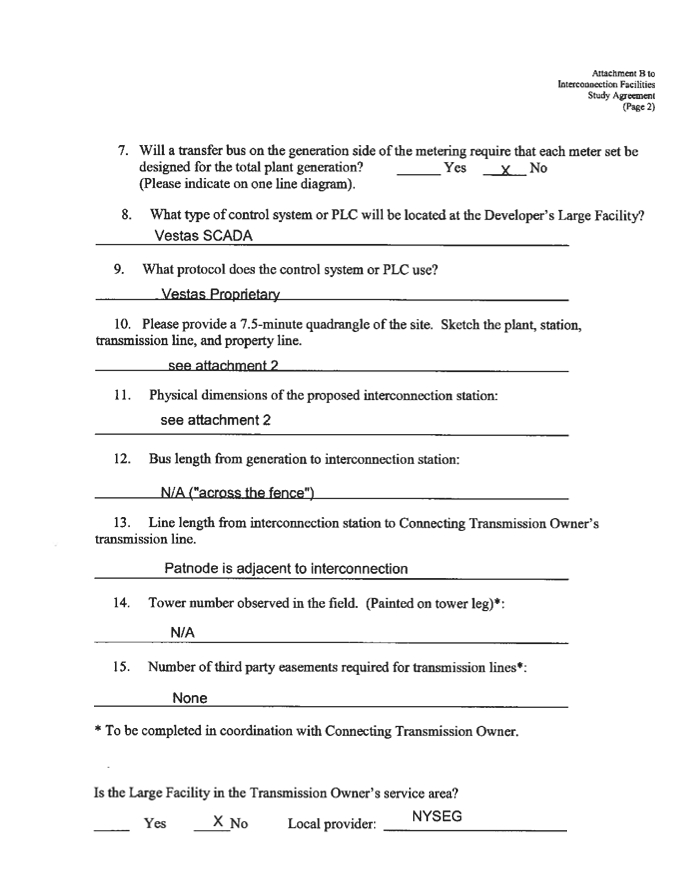 Attachment B to
Interconnection Facilities
Study Agreement
(Page 2)
7. Will a transfer bus on the generation side of the metering require that each meter set be
designed for the total plant generation? ______ Yes __X__ No
(Please indicate on one line diagram).
8. What type of control system or PLC will be located at the Developer's Large Facility?
Vestas SCADA
9. What protocol does the control system or PLC use?
Vestas Proprietary
10. Please provide a 7.5-minute quadrangle of the site. Sketch the plant, station,
transmission line, and property line.
see attachment 2
11. Physical dimensions of the proposed interconnection station:
see attachment 2
12. Bus length from generation to interconnection station:
N/A ("across the fence")
13. Line length from interconnection station to Connecting Transmission Owner's
transmission line.
Patnode is adjacent to interconnection
14. Tower number observed in the field. (Painted on tower leg)*:
N/A
15. Number of third party easements required for transmission lines*:
None
* To be completed in coordination with Connecting Transmission Owner.
Is the Large Facility in the Transmission Owner's service area?
_____ Yes __X__ No Local provider: NYSEG